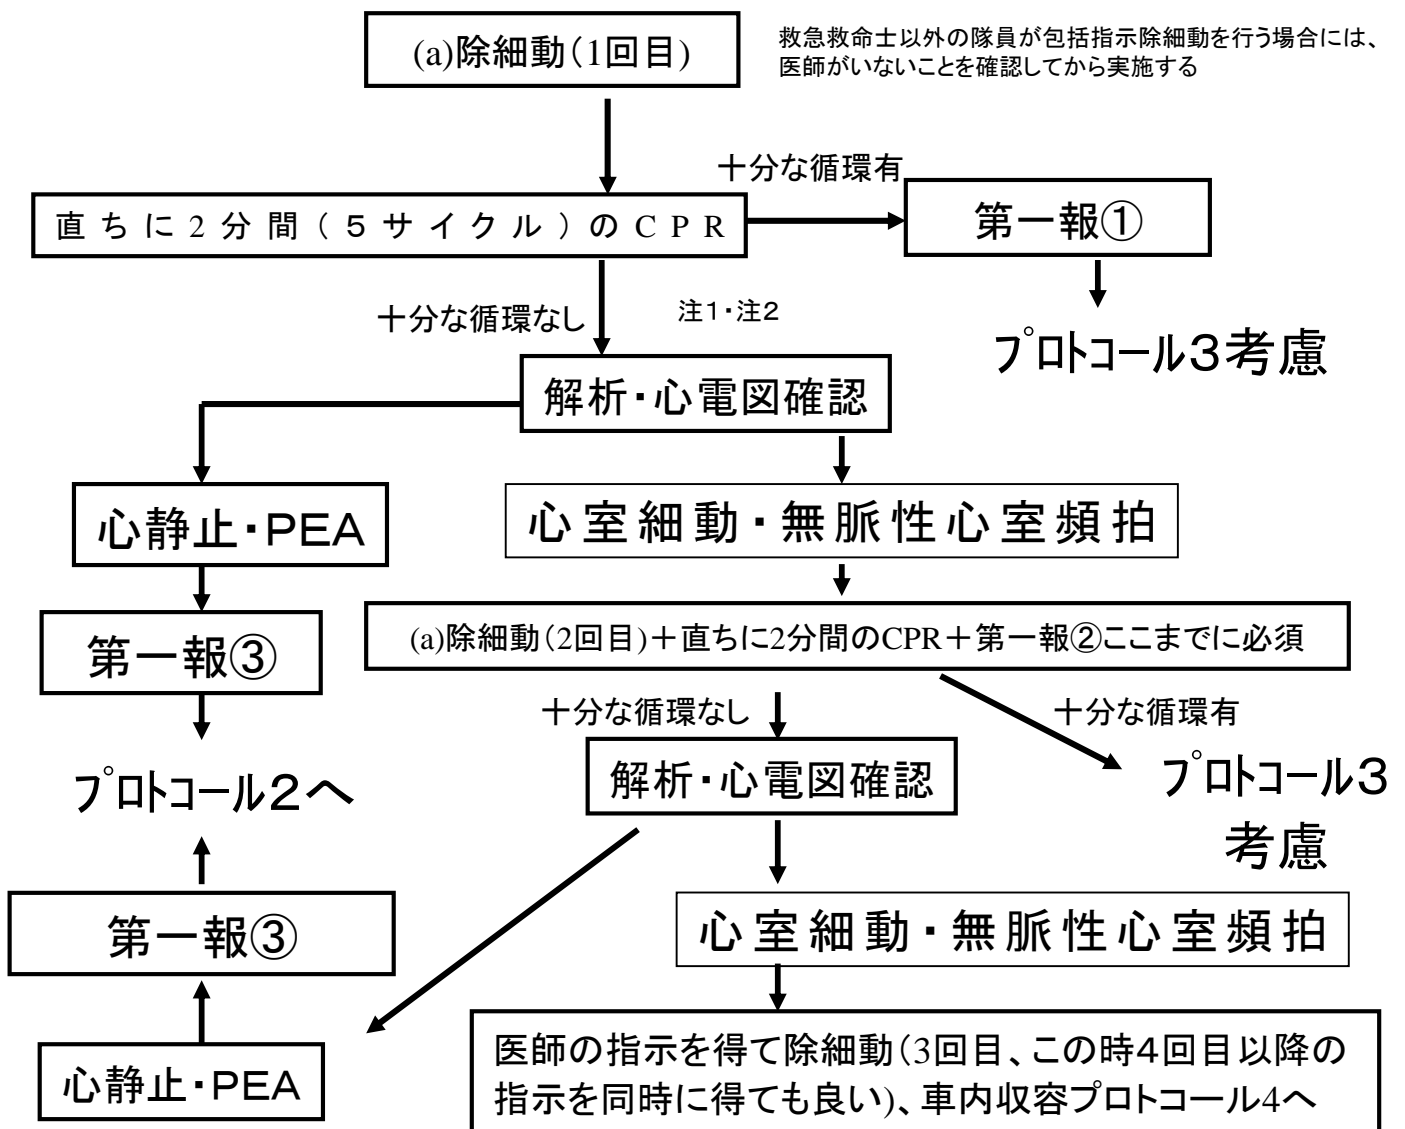 (a)除細動(1回目)
救急救命士以外の隊員が包括指示除細動を行う場合には、
医師がいないことを確認してから実施する
十分な循環有
直ちに2分間(5サイクル)のCPR
第一報①
十分な循環なし
注1・注2
プロトコール3考慮
解析・心電図確認
心静止・PEA
心室細動・無脈性心室頻拍
第一報③
(a)除細動(2回目)+直ちに2分間のCPR+第一報②ここまでに必須
十分な循環なし
十分な循環有
プロトコール2へ
解析・心電図確認
プロトコール3
考慮
第一報③
心室細動・無脈性心室頻拍
心静止・PEA
医師の指示を得て除細動(3回目、この時4回目以降の
指示を同時に得ても良い)、車内収容プロトコール4へ